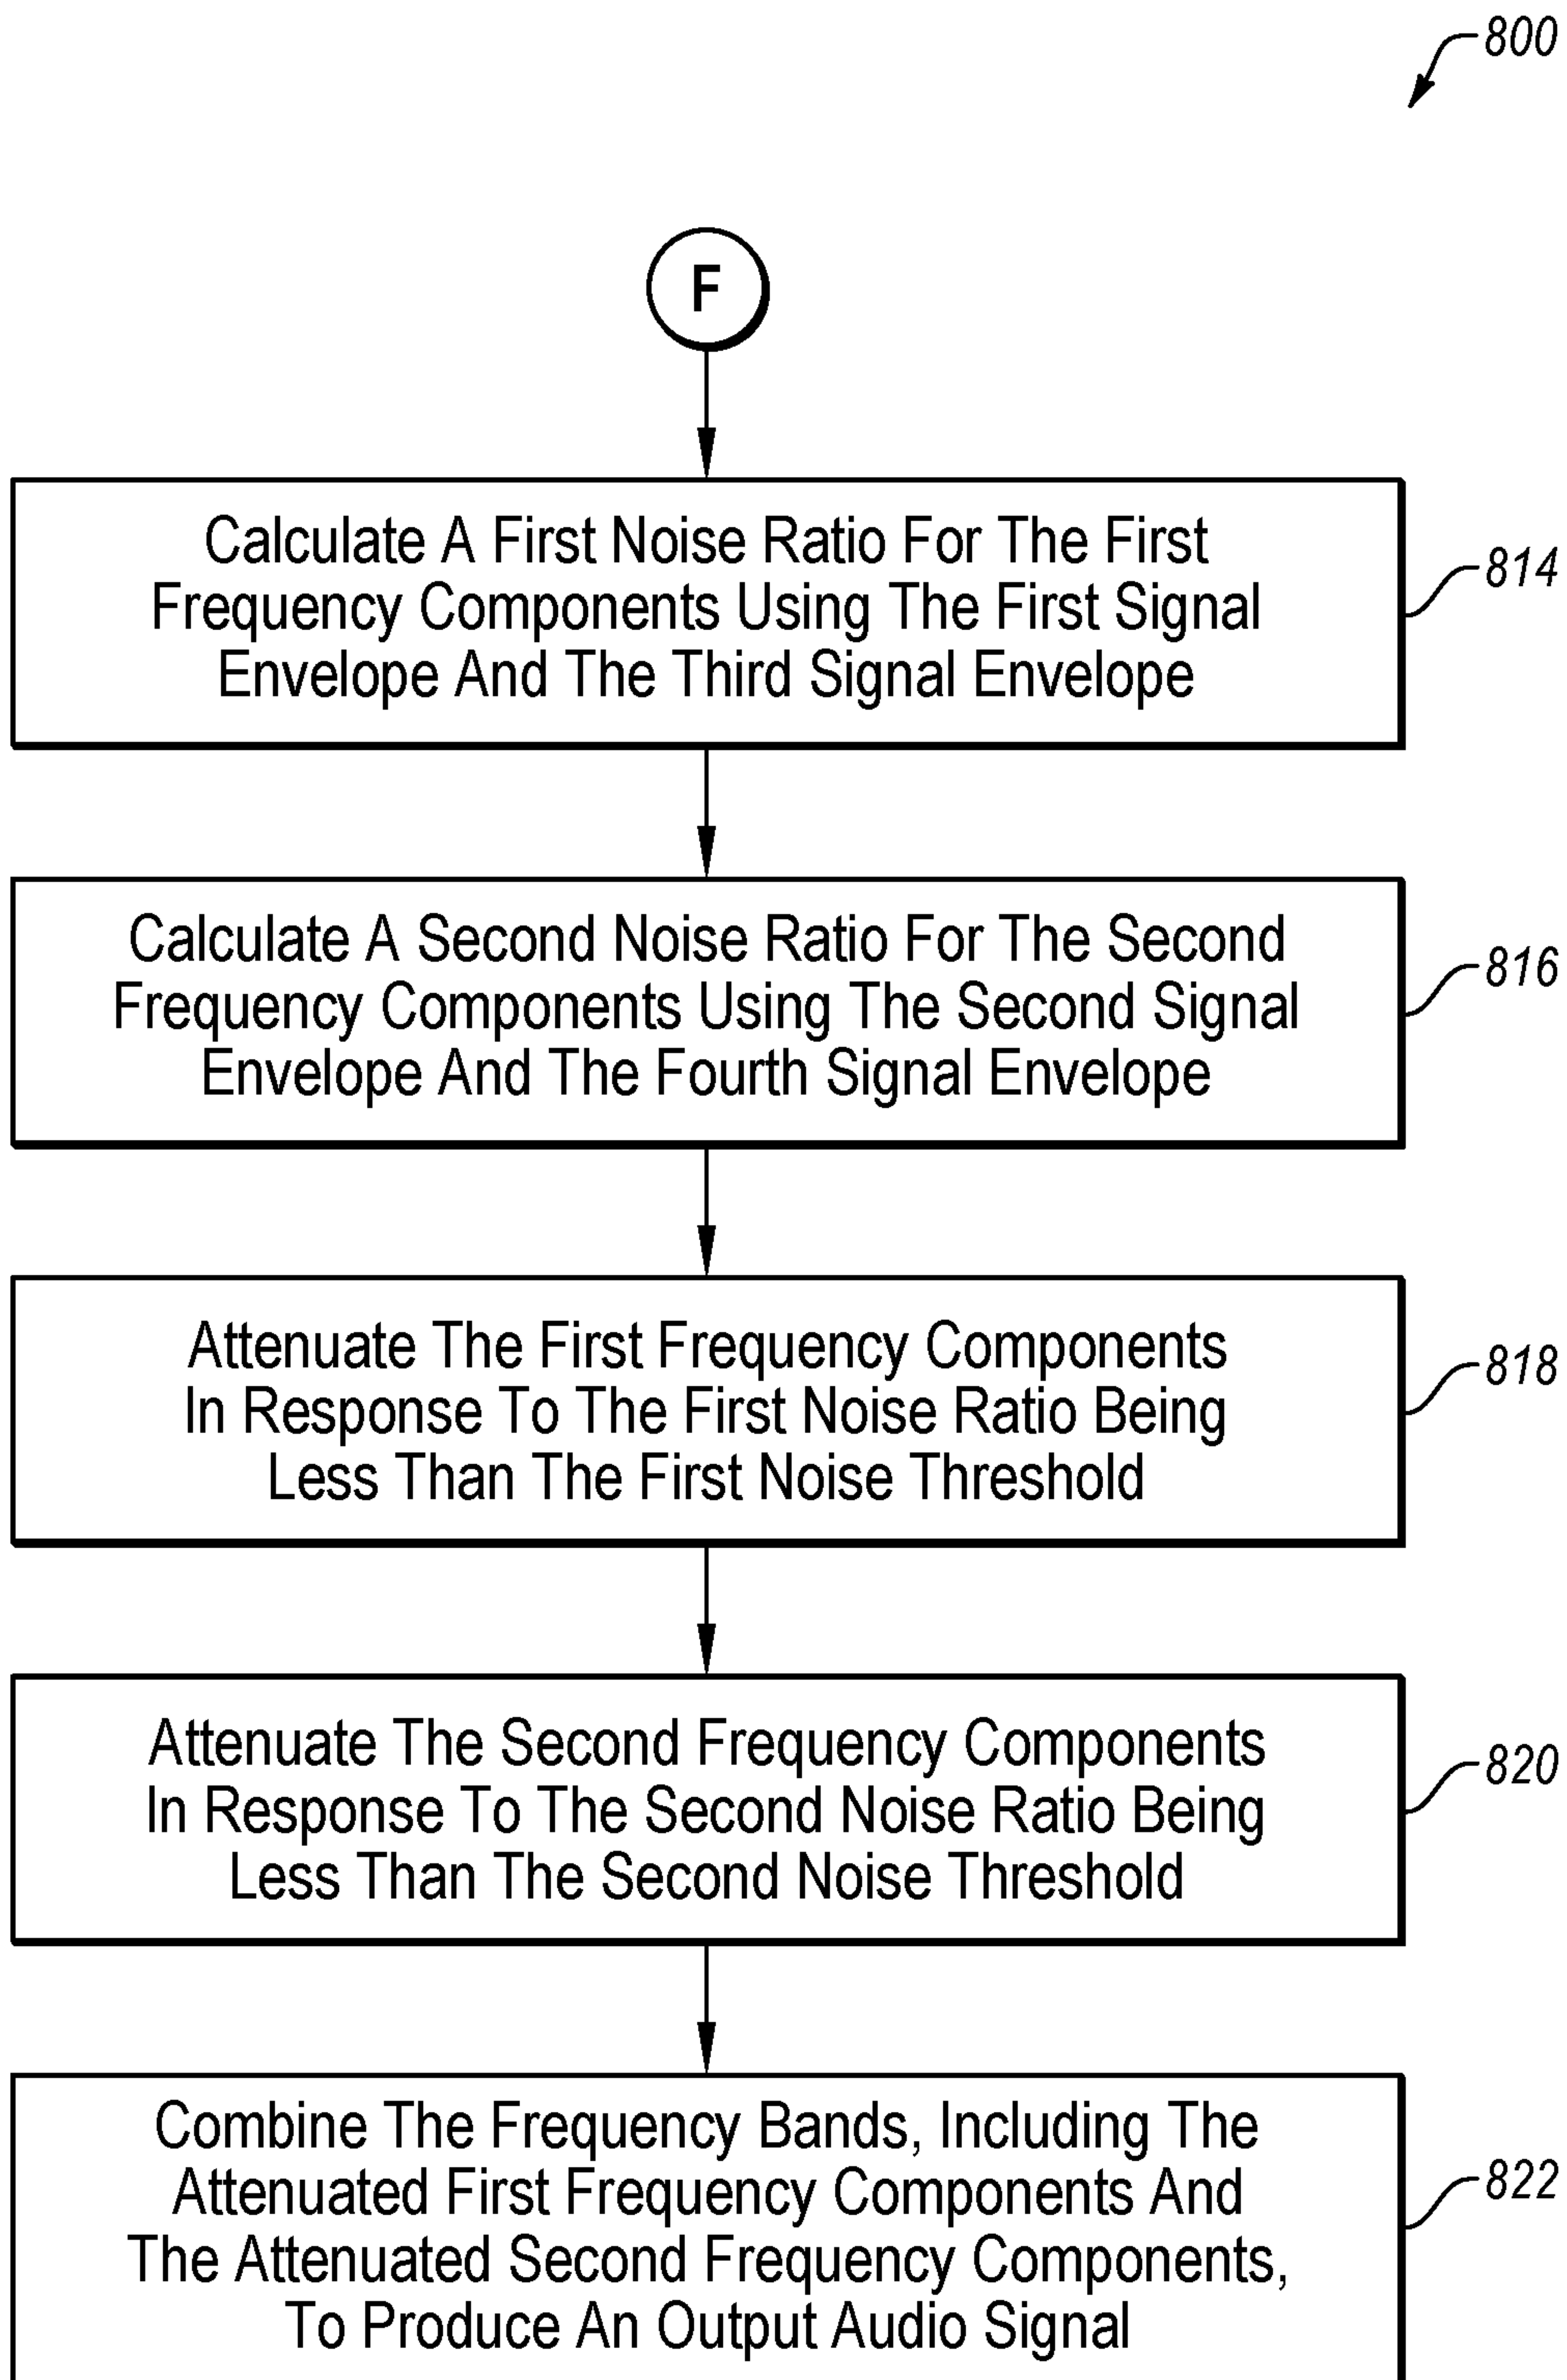 800
F
Calculate A First Noise Ratio For The First
Frequency Components Using The First Signal
Envelope And The Third Signal Envelope
814
Calculate A Second Noise Ratio For The Second
Frequency Components Using The Second Signal
Envelope And The Fourth Signal Envelope
816
Attenuate The First Frequency Components
In Response To The First Noise Ratio Being
Less Than The First Noise Threshold
818
Attenuate The Second Frequency Components
In Response To The Second Noise Ratio Being
Less Than The Second Noise Threshold
820
Combine The Frequency Bands, Including The
Attenuated First Frequency Components And
The Attenuated Second Frequency Components,
To Produce An Output Audio Signal
822